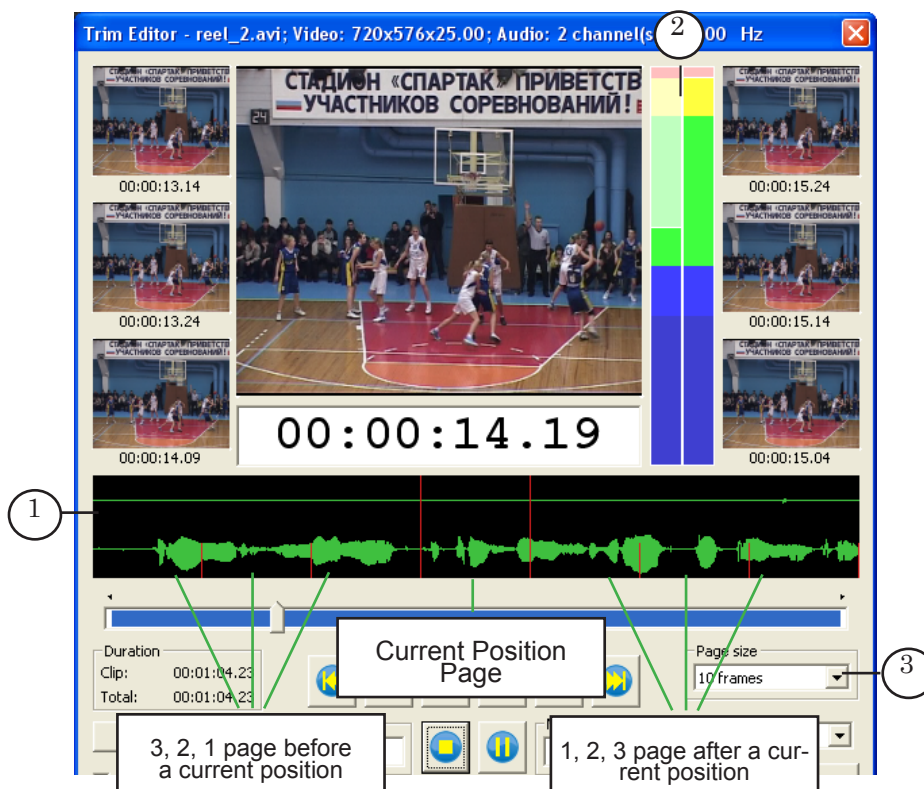 Trim Editor - reel_2.avi; Video: 720x576x25.00; Audio: 2 channel(s 00 Hz
2
СТАДИОН «СПАРТАК» ПРИВЕТСТВ
УЧАСТНИКОВ СОРЕВНОВАНИЙ!
24
00:00:13.14
00:00:13.24
00:00:14.09
00:00:14.19
00:00:15.24
00:00:15.14
00:00:15.04
1
Duration
Clip: 00:01:04.23
Total: 00:01:04.23
Current Position
Page
Page size
10 frames
3
3, 2, 1 page before
a current position
1, 2, 3 page after a cur-
rent position